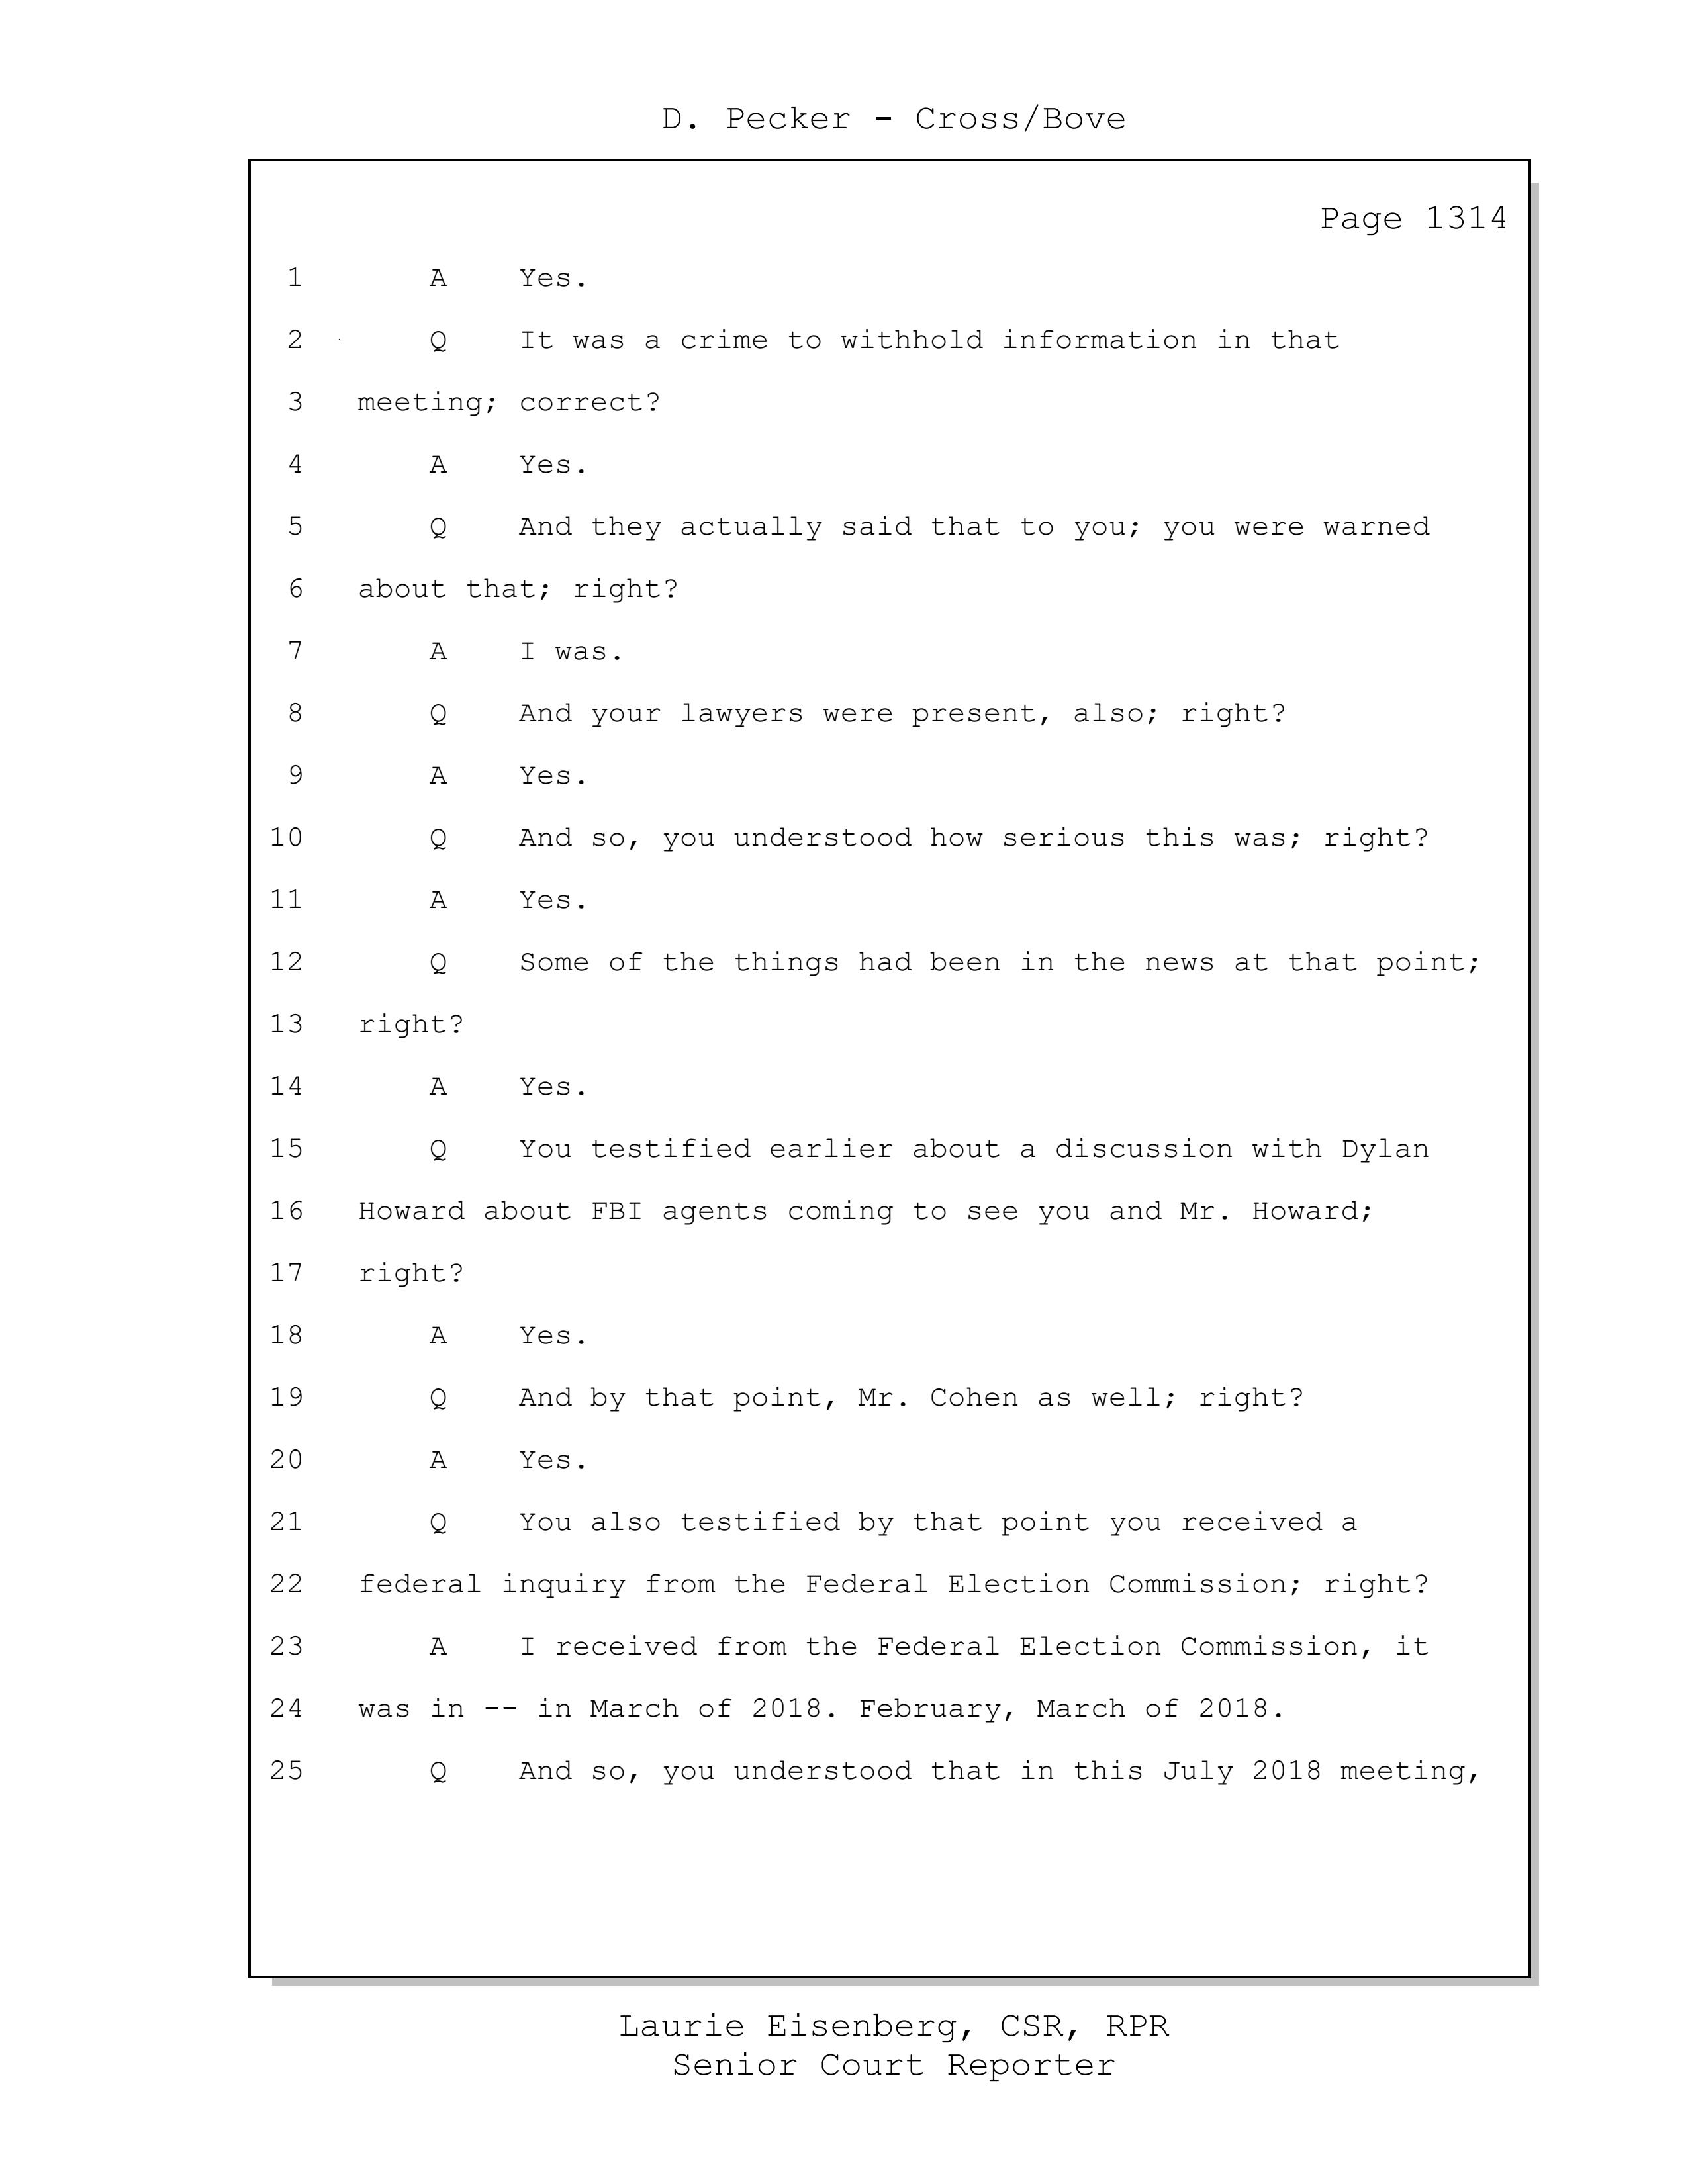 D. Pecker - Cross/Bove
Page 1314
1 A Yes.
2 Q It was a crime to withhold information in that
3 meeting; correct?
4 A Yes.
5 Q And they actually said that to you; you were warned
6 about that; right?
7 A I was.
8 Q And your lawyers were present, also; right?
9 A Yes.
10 Q And so, you understood how serious this was; right?
11 A Yes.
12 Q Some of the things had been in the news at that point;
13 right?
14 A Yes.
15 Q You testified earlier about a discussion with Dylan
16 Howard about FBI agents coming to see you and Mr. Howard;
17 right?
18 A Yes.
19 Q And by that point, Mr. Cohen as well; right?
20 A Yes.
21 Q You also testified by that point you received a
22 federal inquiry from the Federal Election Commission; right?
23 A I received from the Federal Election Commission, it
24 was in -- in March of 2018. February, March of 2018.
25 Q And so, you understood that in this July 2018 meeting,
Laurie Eisenberg, CSR, RPR
Senior Court Reporter